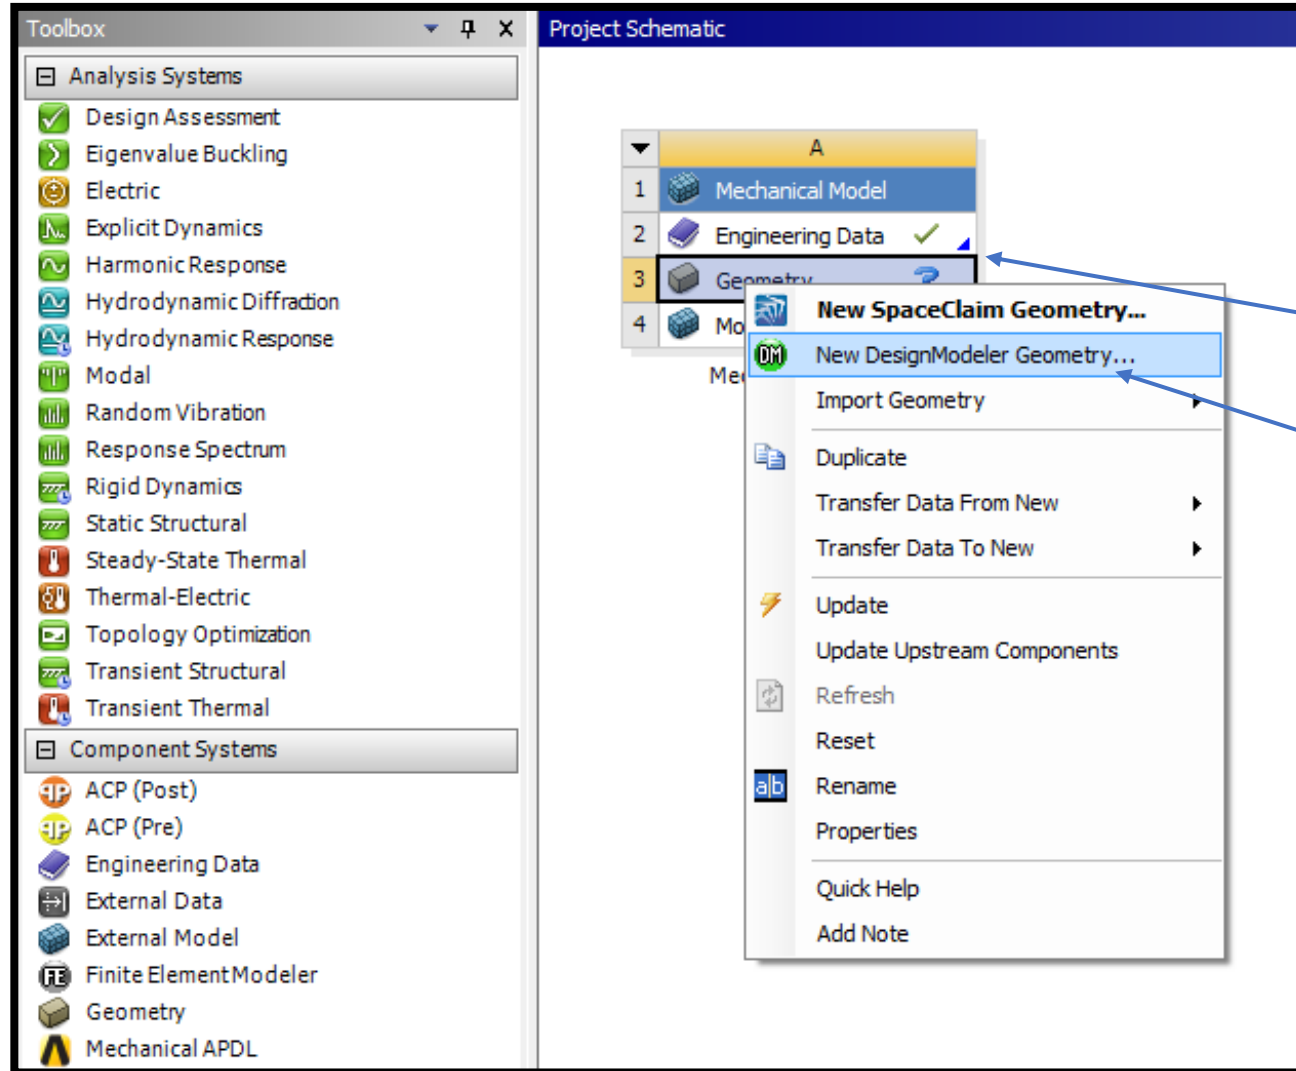 Toolbox
Analysis Systems
Design Assessment
Eigenvalue Buckling
Electric
Explicit Dynamics
Harmonic Response
Hydrodynamic Diffraction
Hydrodynamic Response
Modal
Random Vibration
Response Spectrum
Rigid Dynamics
Static Structural
Steady-State Thermal
Thermal-Electric
Topology Optimization
Transient Structural
Transient Thermal
Component Systems
ACP (Post)
ACP (Pre)
Engineering Data
External Data
External Model
Finite Element Modeler
Geometry
Mechanical APDL
Project Schematic
A
1 Mechanical Model
2 Engineering Data
3 Geometry
4 Mo
Me
New SpaceClaim Geometry...
DM New DesignModeler Geometry...
Import Geometry
Duplicate
Transfer Data From New
Transfer Data To New
Update
Update Upstream Components
Refresh
Reset
a|b Rename
Properties
Quick Help
Add Note